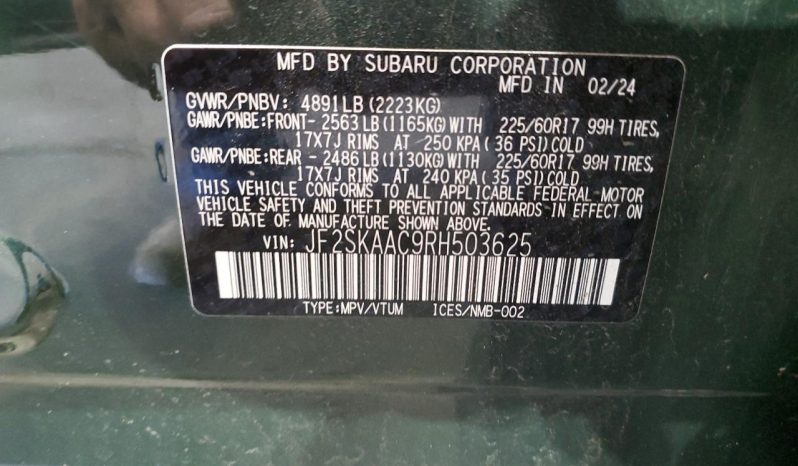 MFD BY SUBARU CORPORATION
MFD IN 02/24
GVWR/PNBV: 4891LB (2223KG)
GAWR/PNBE:FRONT- 2563LB (1165KG) WITH 225/60R17 99H TIRES,
17X7J RIMS AT 250 KPA ( 36 PSI) COLD
GAWR/PNBE:REAR - 2486LB (1130KG) WITH 225/60R17 99H TIRES,
17X7J RIMS AT 240 KPA ( 35 PSI) COLD
THIS VEHICLE CONFORMS TO ALL APPLICABLE FEDERAL MOTOR
VEHICLE SAFETY AND THEFT PREVENTION STANDARDS IN EFFECT ON
THE DATE OF MANUFACTURE SHOWN ABOVE.
VIN: JF2SKAAC9RH503625
TYPE:MPV/VTUM ICES/NMB-002